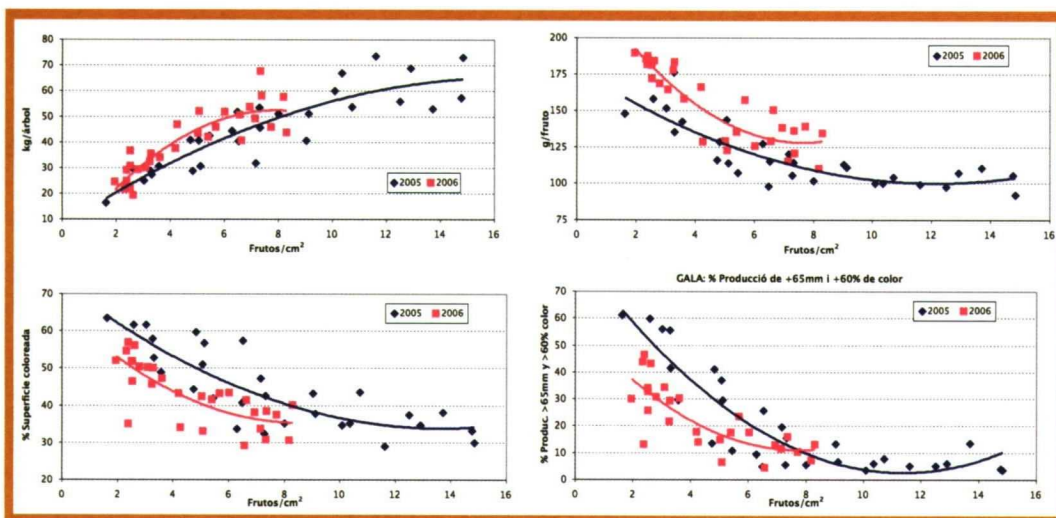 kg/árbol
80
70
60
50
40
30
20
10
2005
2006
0 2 4 6 8 10 12 14 16
Frutos/cm²
g/fruto
200
175
150
125
100
75
2005
2006
0 2 4 6 8 10 12 14 16
Frutos/cm²
% Superficie coloreada
70
60
50
40
30
20
2005
2006
0 2 4 6 8 10 12 14 16
Frutos/cm²
GALA: % Producció de +65mm i +60% de color
% Produc. >65mm y >60% color
70
60
50
40
30
20
10
0
2005
2006
0 2 4 6 8 10 12 14 16
Frutos/cm²